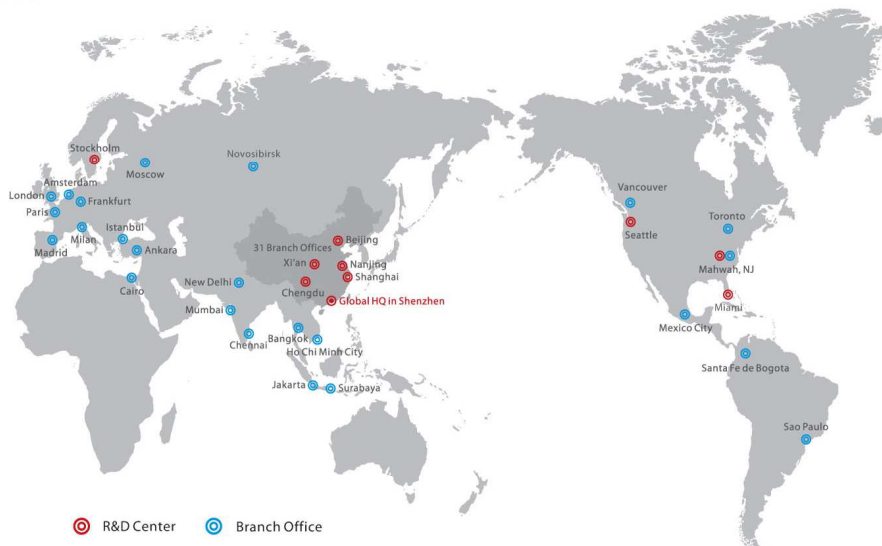 Stockholm
Moscow
Novosibirsk
Amsterdam
London
Frankfurt
Paris
Milan
Istanbul
Madrid
Ankara
Cairo
31 Branch Offices
Beijing
Xi'an
Nanjing
Shanghai
Chengdu
Global HQ in Shenzhen
New Delhi
Mumbai
Chennai
Bangkok
Ho Chi Minh City
Jakarta
Surabaya
Vancouver
Seattle
Toronto
Mahwah, NJ
Miami
Mexico City
Santa Fe de Bogota
Sao Paulo
R&D Center
Branch Office